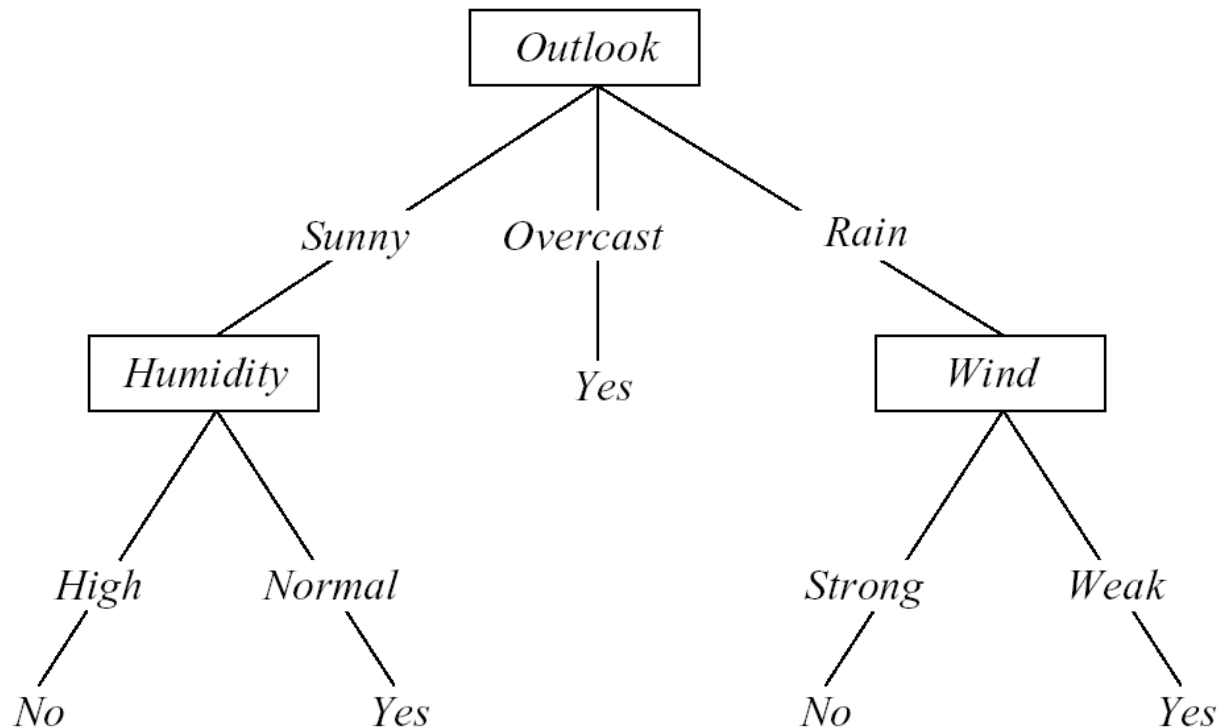 Outlook
Sunny Overcast Rain
Humidity Yes Wind
High Normal Strong Weak
No Yes No Yes